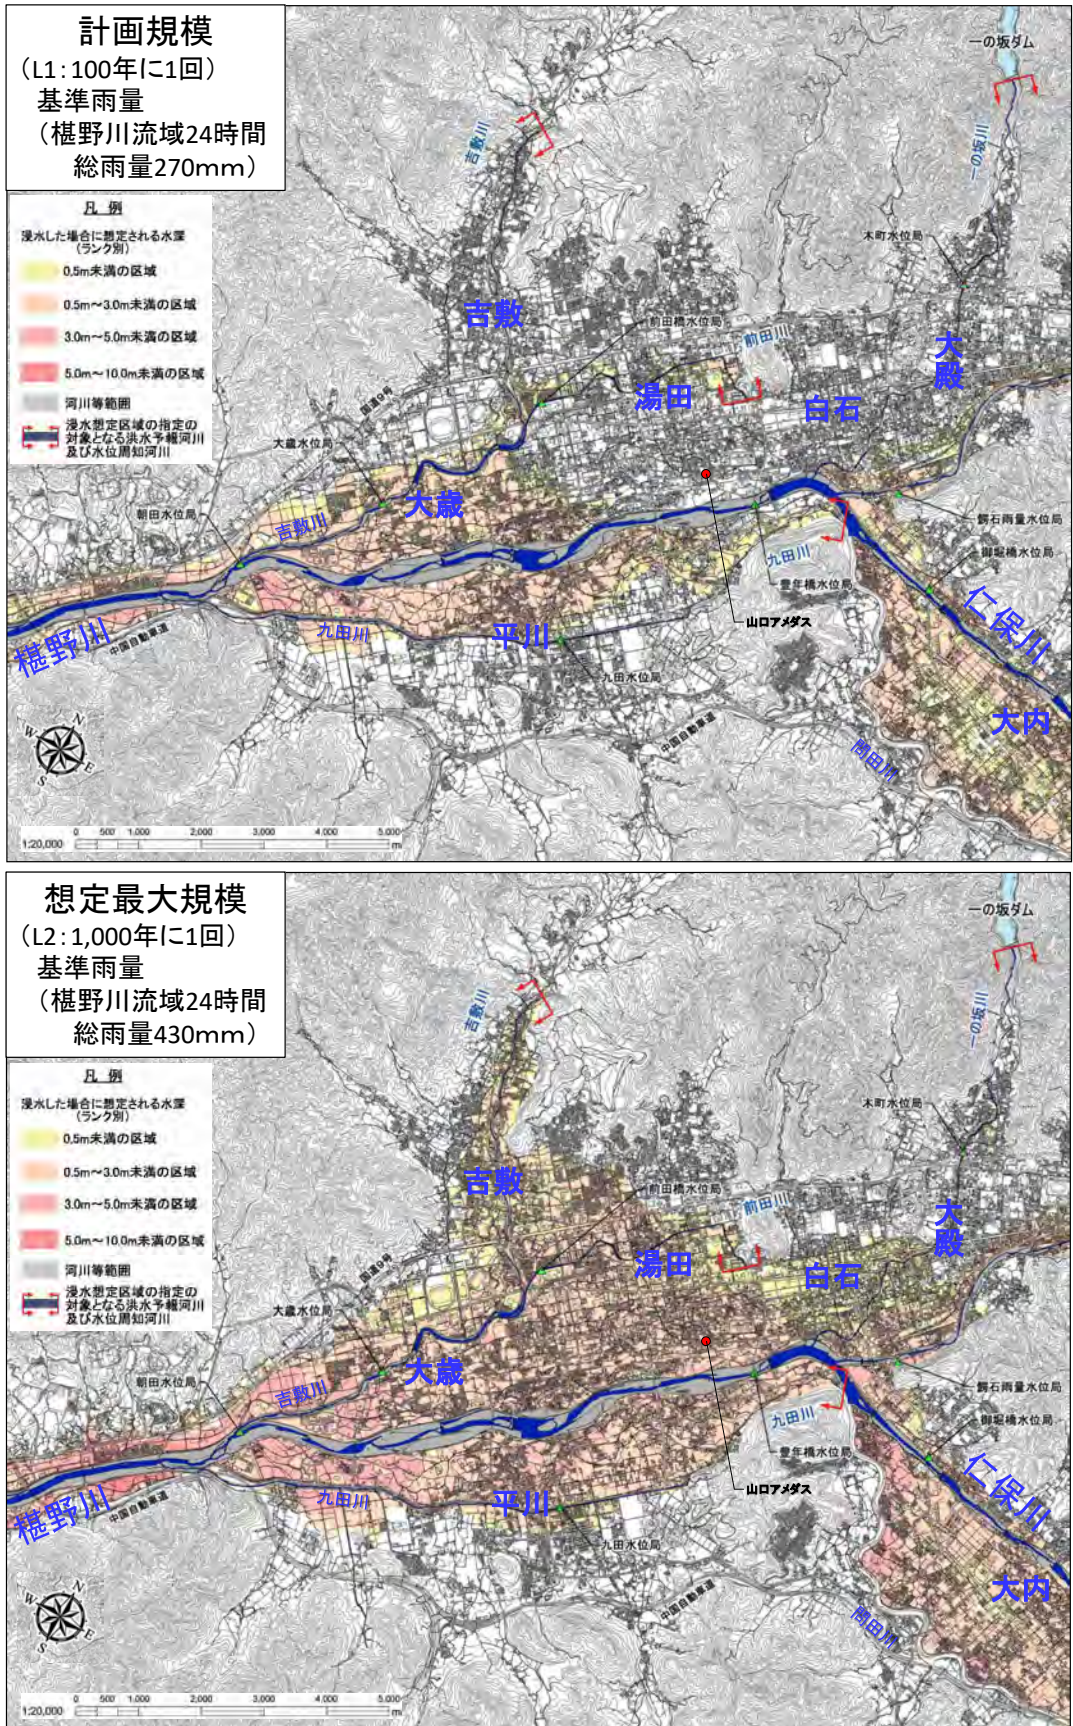 計画規模
（L1：100年に1回）
基準雨量
（椹野川流域24時間
総雨量270mm）
凡 例
浸水した場合に想定される水深
（ランク別）
0.5m未満の区域
0.5m～3.0m未満の区域
3.0m～5.0m未満の区域
5.0m～10.0m未満の区域
河川等範囲
浸水想定区域の指定の
対象となる洪水予報河川
及び水位周知河川
一の坂ダム
一の坂川
吉敷川
木町水位局
吉敷
前田橋水位局
前田川
大殿
湯田
白石
国道9号
大歳水位局
大歳
朝田水位局
吉敷川
九田川
豊年橋水位局
鰐石雨量水位局
御堀橋水位局
仁保川
山口アメダス
椹野川
中国自動車道
九田川
平川
九田水位局
中国自動車道
問田川
大内
N
W
E
S
1:20,000
0 500 1,000 2,000 3,000 4,000 5,000
m
想定最大規模
（L2：1,000年に1回）
基準雨量
（椹野川流域24時間
総雨量430mm）
凡 例
浸水した場合に想定される水深
（ランク別）
0.5m未満の区域
0.5m～3.0m未満の区域
3.0m～5.0m未満の区域
5.0m～10.0m未満の区域
河川等範囲
浸水想定区域の指定の
対象となる洪水予報河川
及び水位周知河川
一の坂ダム
一の坂川
吉敷川
木町水位局
吉敷
前田橋水位局
前田川
大殿
湯田
白石
国道9号
大歳水位局
大歳
朝田水位局
吉敷川
九田川
豊年橋水位局
鰐石雨量水位局
御堀橋水位局
仁保川
山口アメダス
椹野川
中国自動車道
九田川
平川
九田水位局
中国自動車道
問田川
大内
N
W
E
S
1:20,000
0 500 1,000 2,000 3,000 4,000 5,000
m